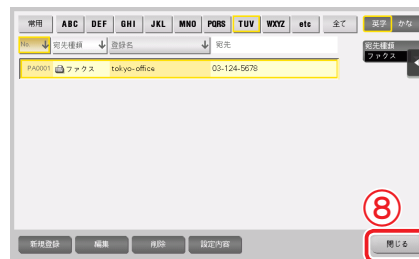 常用 ABC DEF GHI JKL MNO PQRS TUV WXYZ etc 全て 英字 かな
No. 宛先種類 登録名 宛先 宛先種類
ファクス
PA0001 ファクス tokyo-office 03-124-5678
⑧
新規登録 編集 削除 設定内容 閉じる